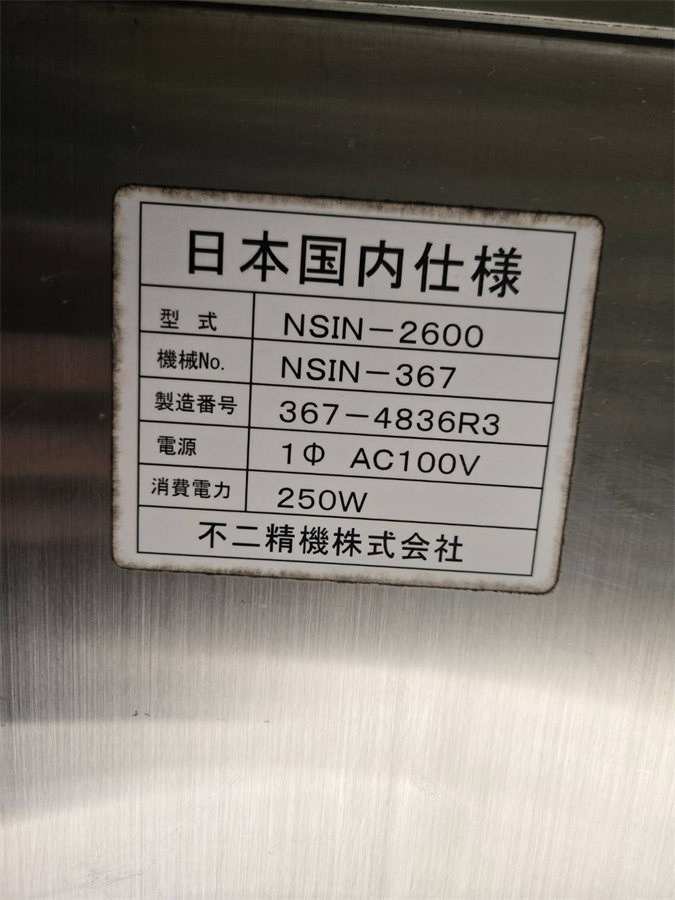 日本国内仕様
型 式 NSIN-2600
機械No. NSIN-367
製造番号 367-4836R3
電源 1Φ AC100V
消費電力 250W
不二精機株式会社